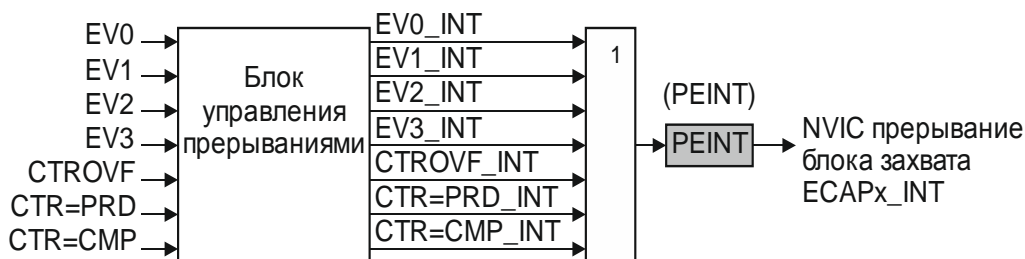 EV0
EV1
EV2
EV3
CTROVF
CTR=PRD
CTR=CMP
Блок
управления
прерываниями
EV0_INT
EV1_INT
EV2_INT
EV3_INT
CTROVF_INT
CTR=PRD_INT
CTR=CMP_INT
1
(PEINT)
PEINT
NVIC прерывание
блока захвата
ECAPx_INT